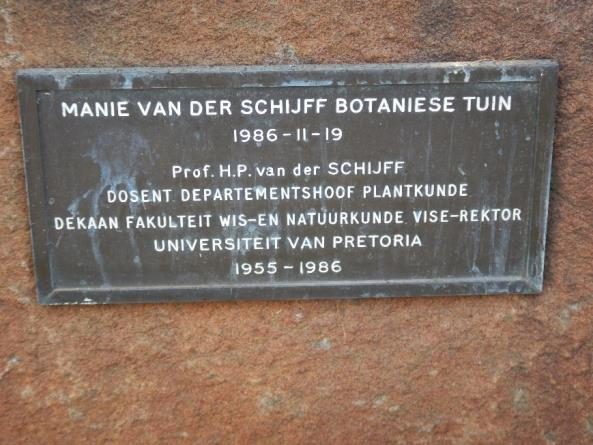 MANIE VAN DER SCHIJFF BOTANIESE TUIN
1986-11-19
Prof. H.P. van der SCHIJFF
DOSENT DEPARTEMENTSHOOF PLANTKUNDE
DEKAAN FAKULTEIT WIS-EN NATUURKUNDE VISE-REKTOR
UNIVERSITEIT VAN PRETORIA
1955-1986